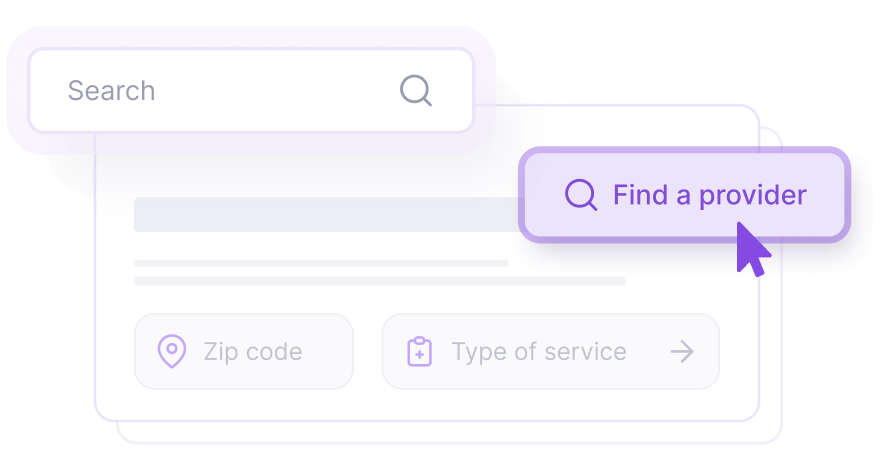 Search
Find a provider
Zip code
Type of service